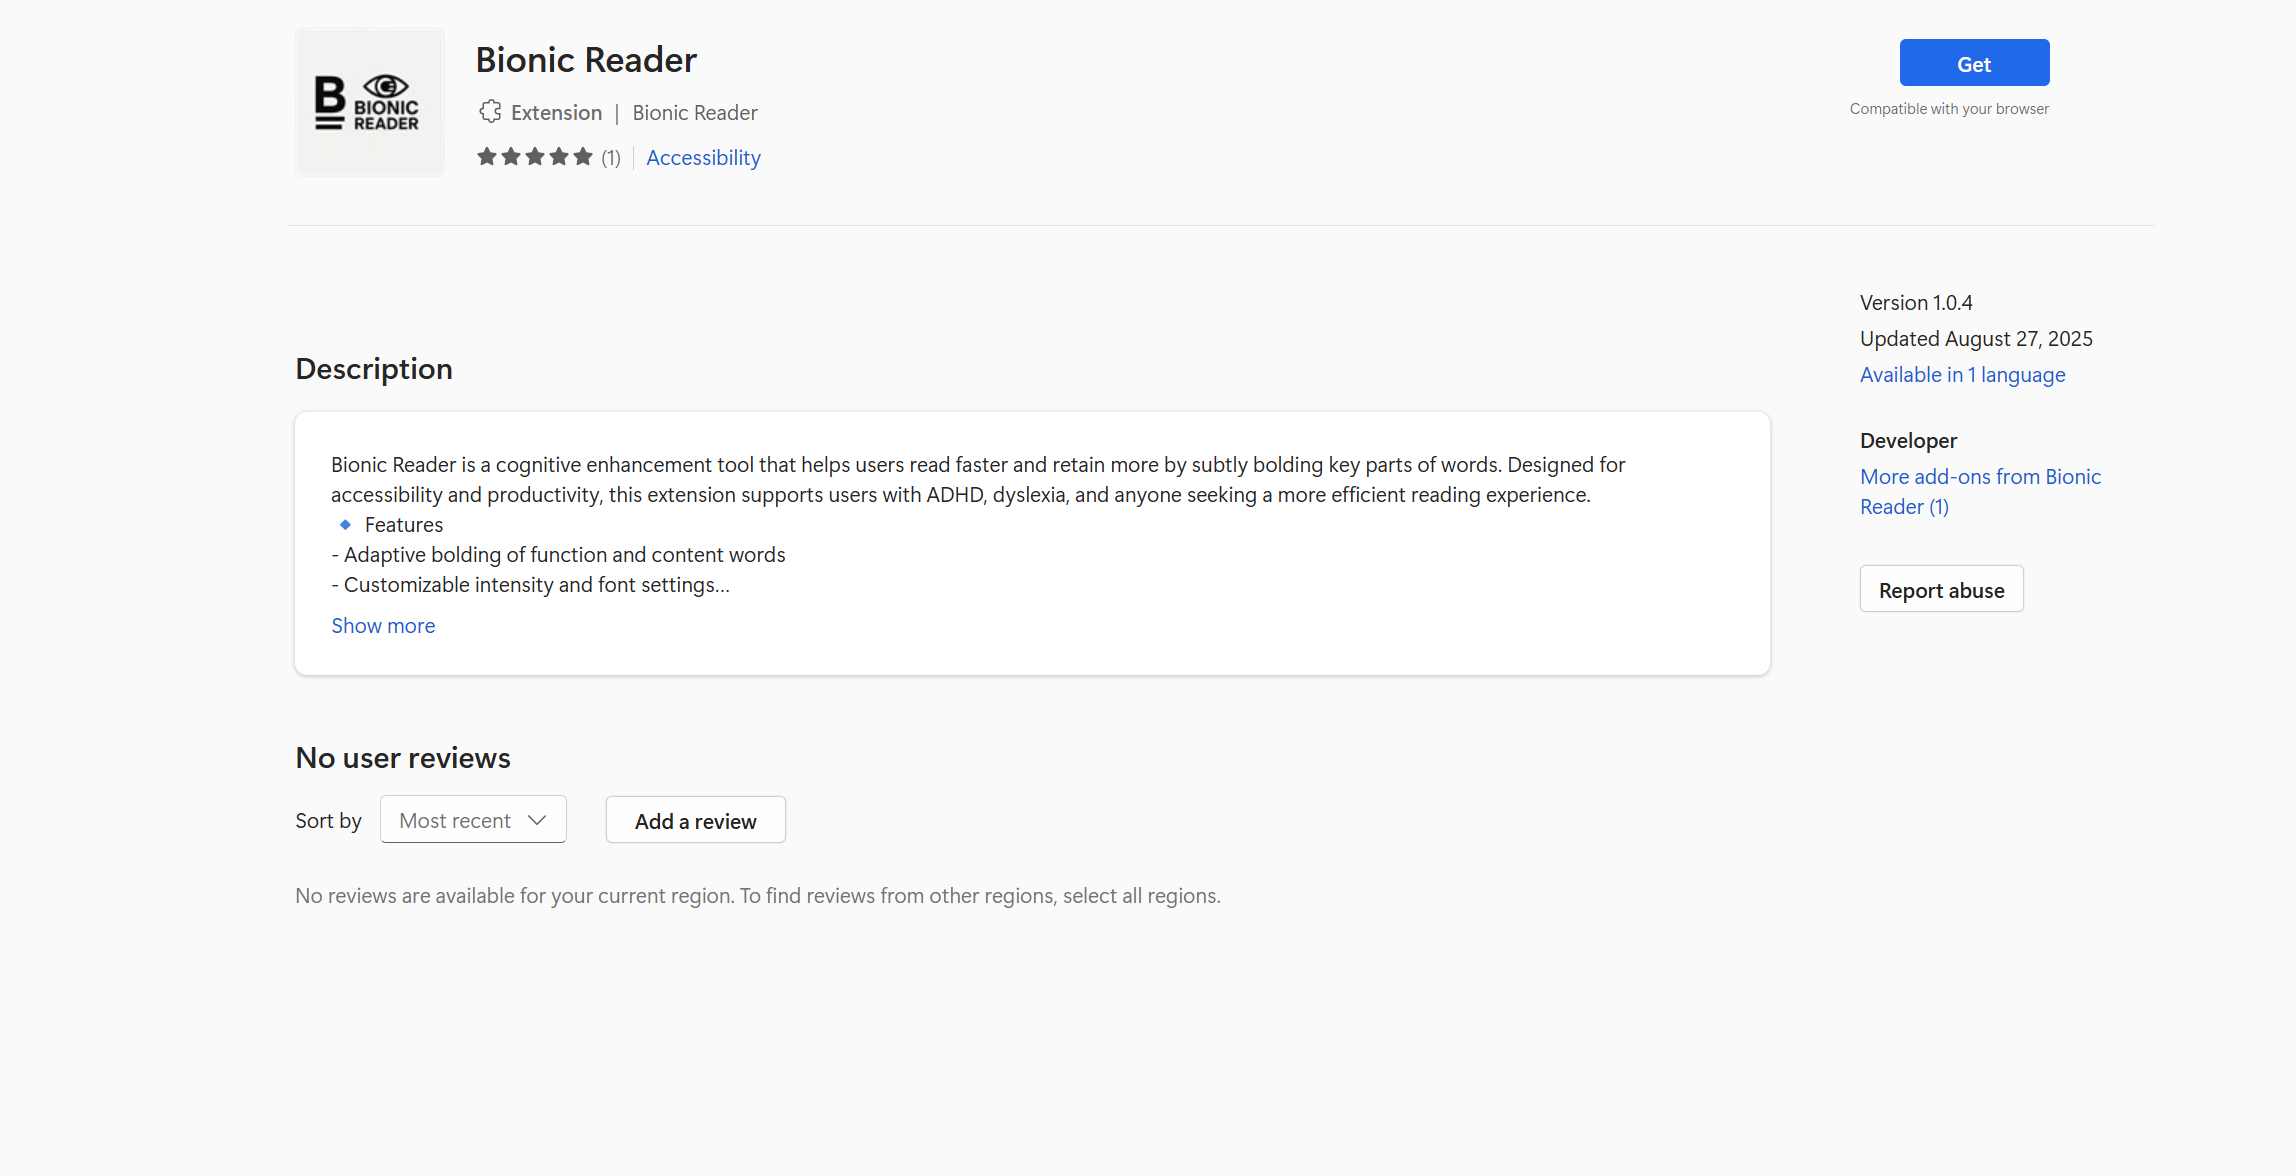 B BIONIC
READER
Bionic Reader
Extension | Bionic Reader
(1) Accessibility
Get
Compatible with your browser
Version 1.0.4
Updated August 27, 2025
Available in 1 language
Developer
More add-ons from Bionic
Reader (1)
Report abuse
Description
Bionic Reader is a cognitive enhancement tool that helps users read faster and retain more by subtly bolding key parts of words. Designed for
accessibility and productivity, this extension supports users with ADHD, dyslexia, and anyone seeking a more efficient reading experience.
🔹 Features
- Adaptive bolding of function and content words
- Customizable intensity and font settings...
Show more
No user reviews
Sort by Most recent Add a review
No reviews are available for your current region. To find reviews from other regions, select all regions.